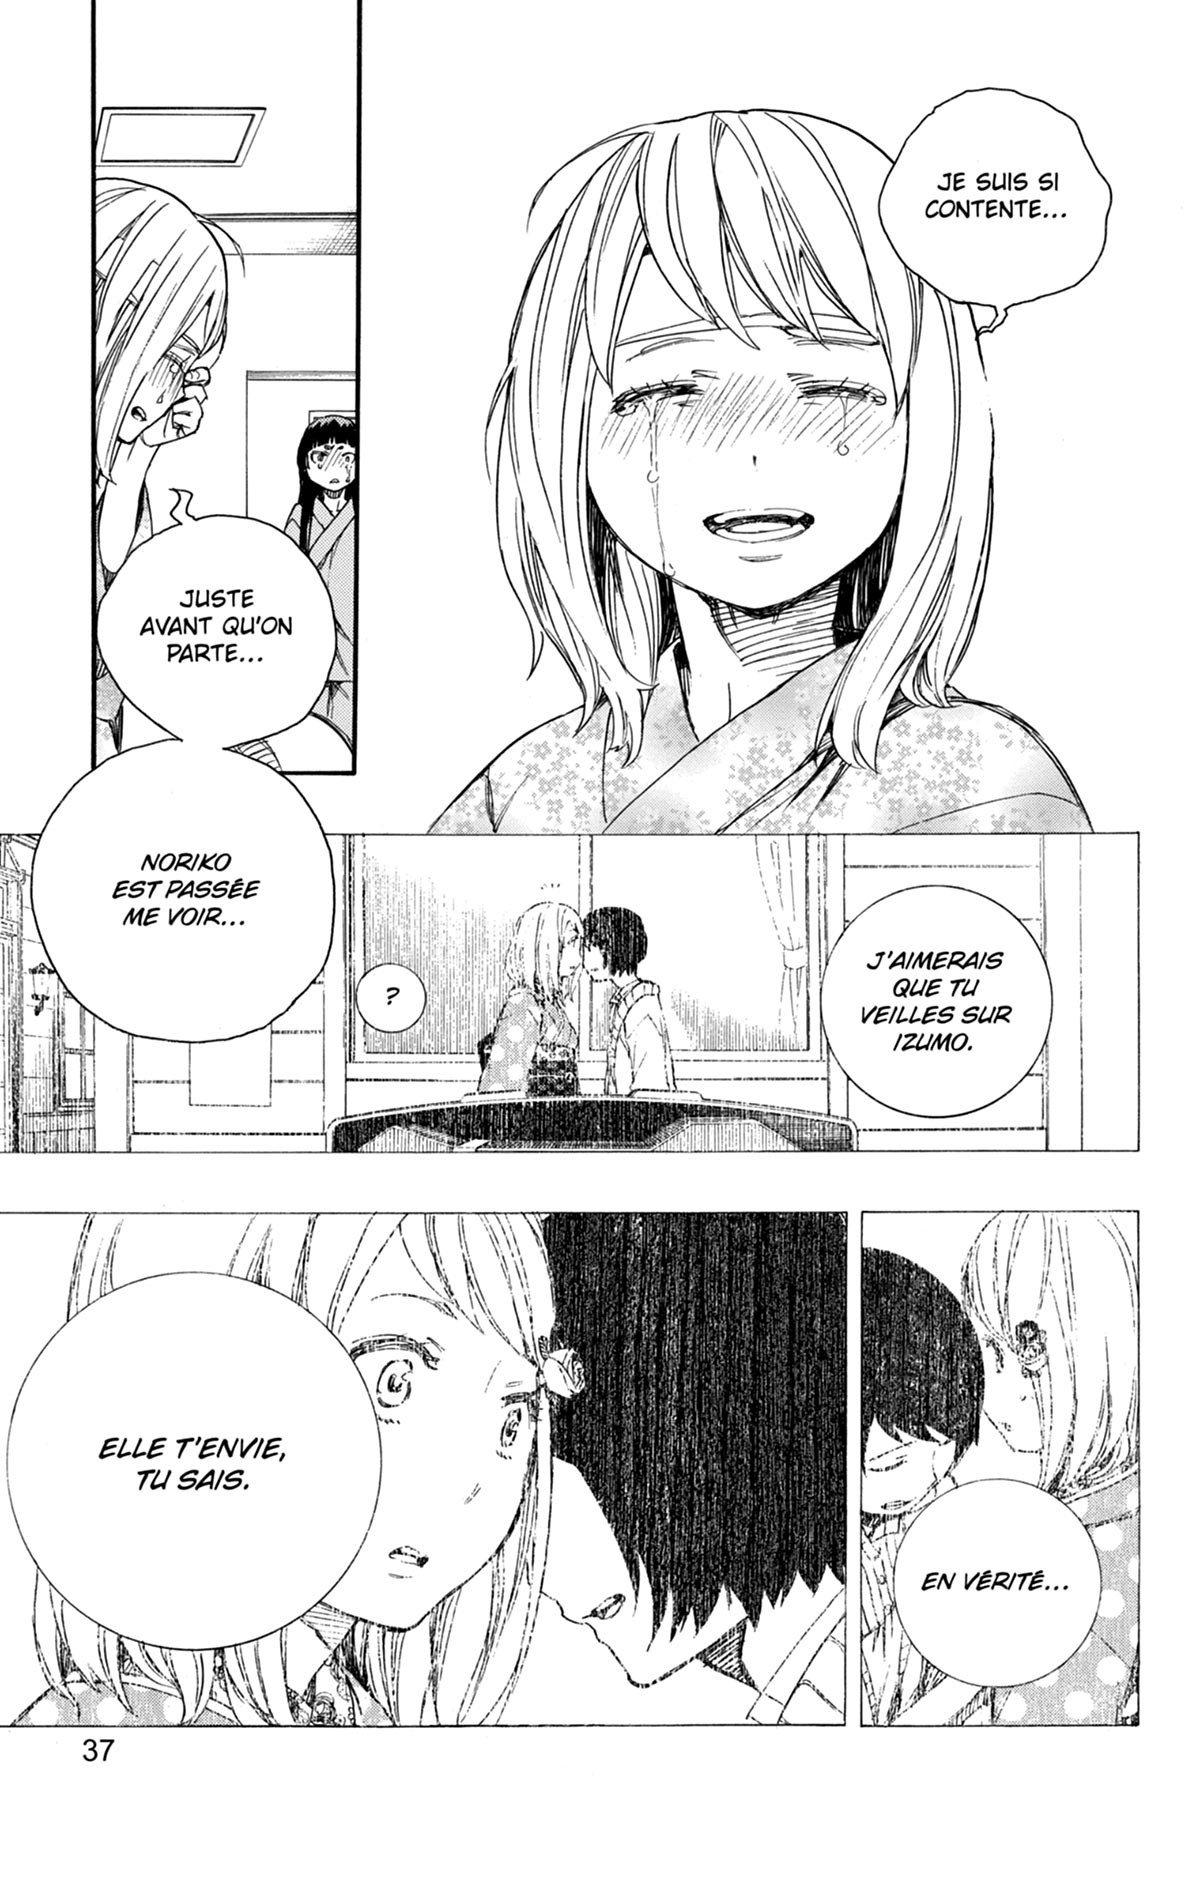 JE SUIS SI
CONTENTE...
JUSTE
AVANT QU'ON
PARTE...
NORIKO
EST PASSÉE
ME VOIR...
J'AIMERAIS
QUE TU
VEILLES SUR
IZUMO.
?
EN VÉRITÉ...
ELLE T'ENVIE,
TU SAIS.
37